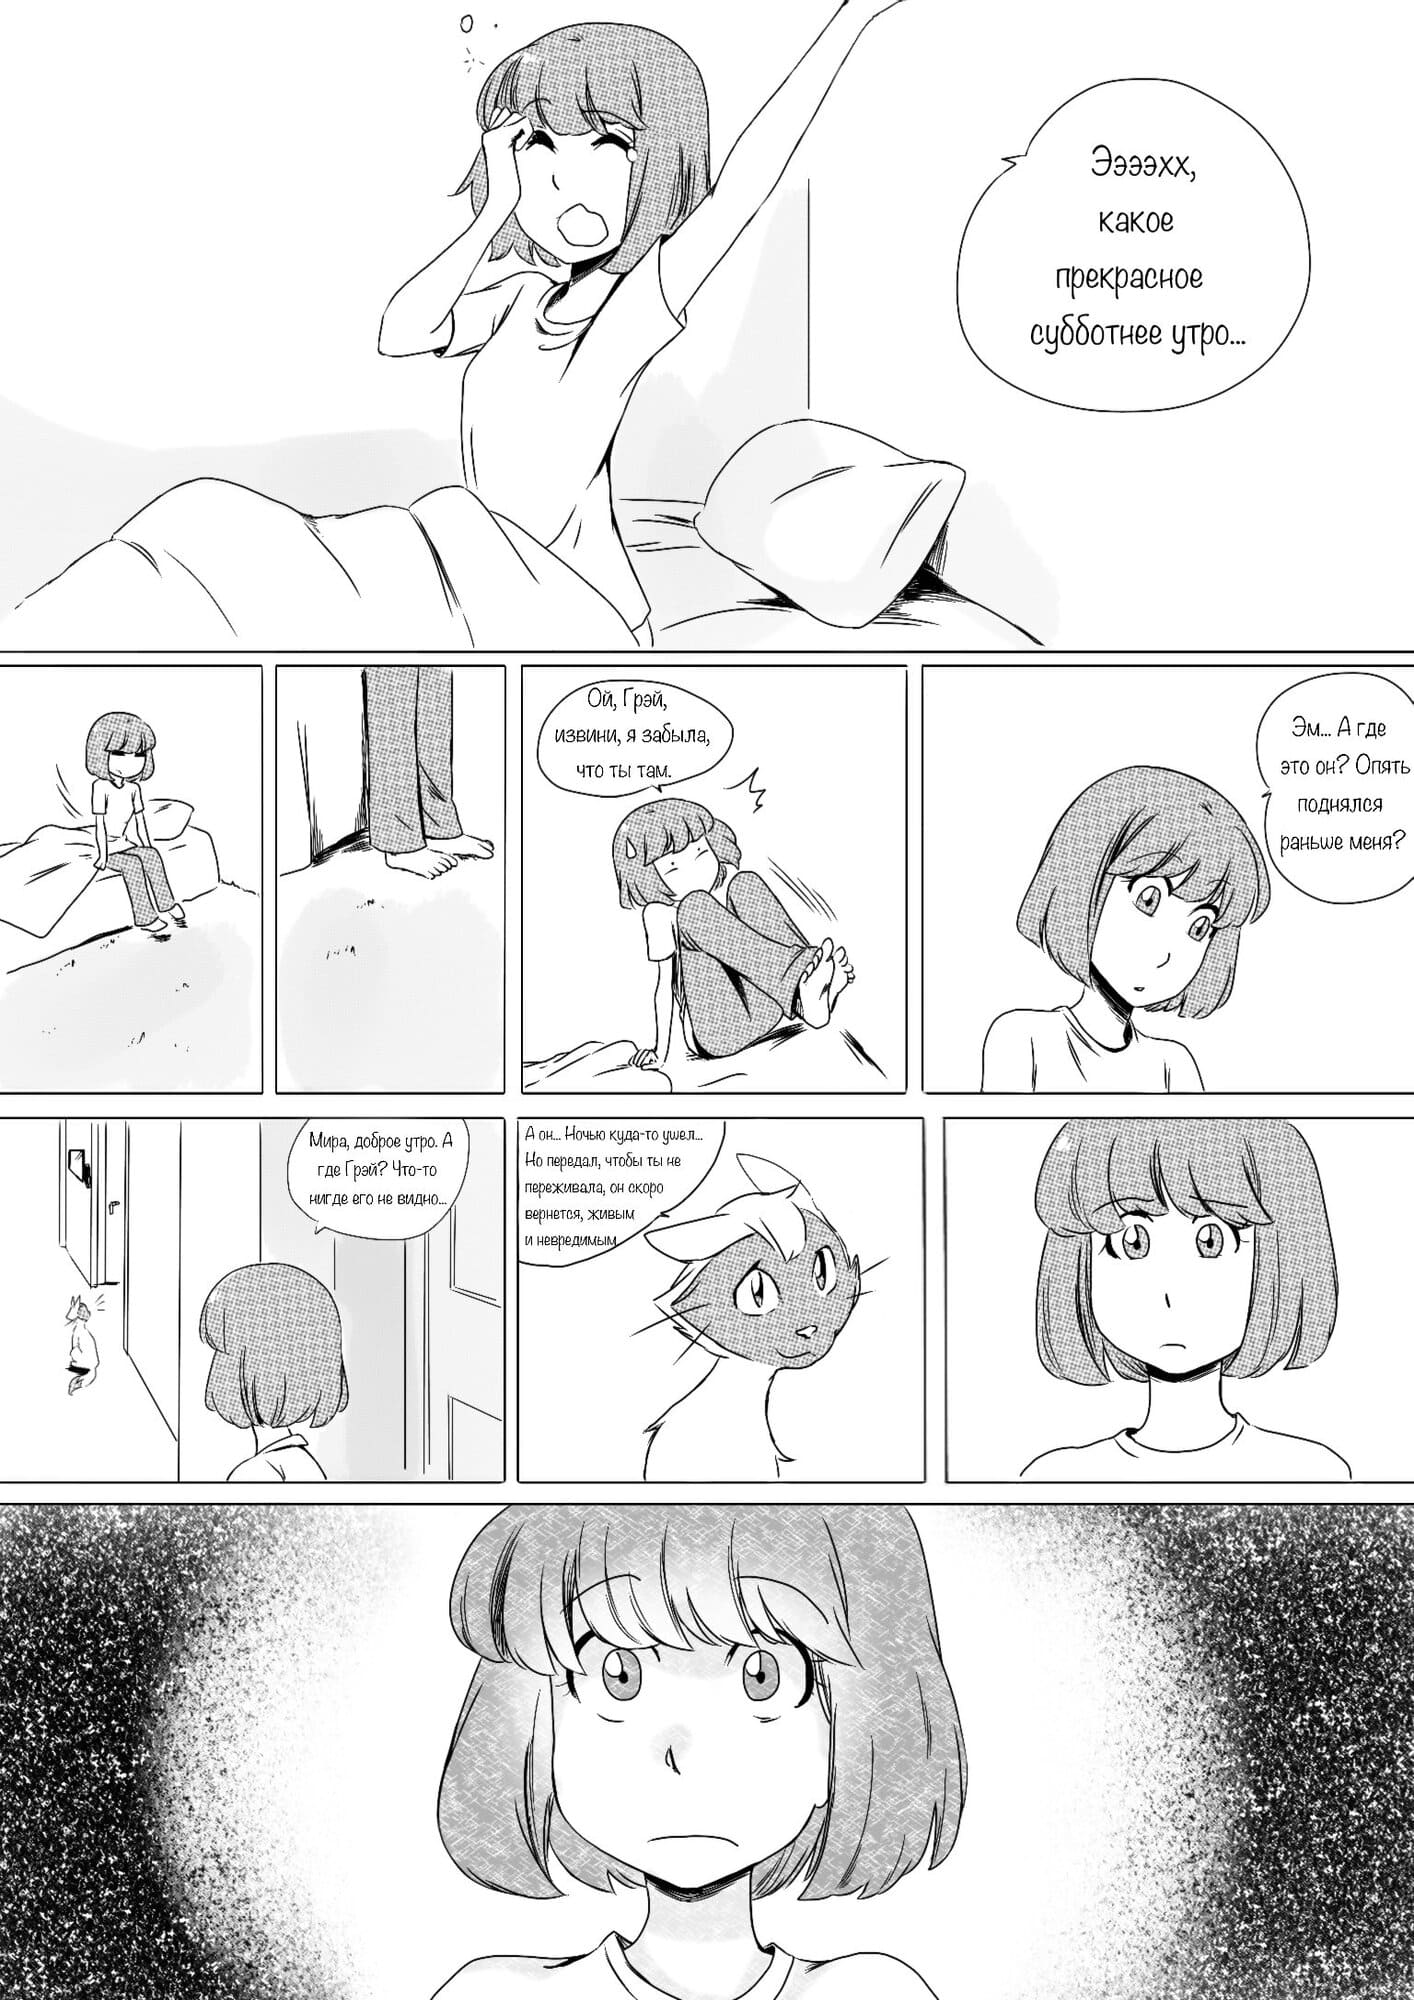 Ээээхх,
какое
прекрасное
субботнее утро...
Ой, Грэй,
извини, я забыла,
что ты там.
Эм... А где
это он? Опять
поднялся
раньше меня?
Мира, доброе утро. А
где Грэй? Что-то
нигде его не видно...
А он... Ночью куда-то ушел...
Но передал, чтобы ты не
переживала, он скоро
вернется, живым
и невредимым